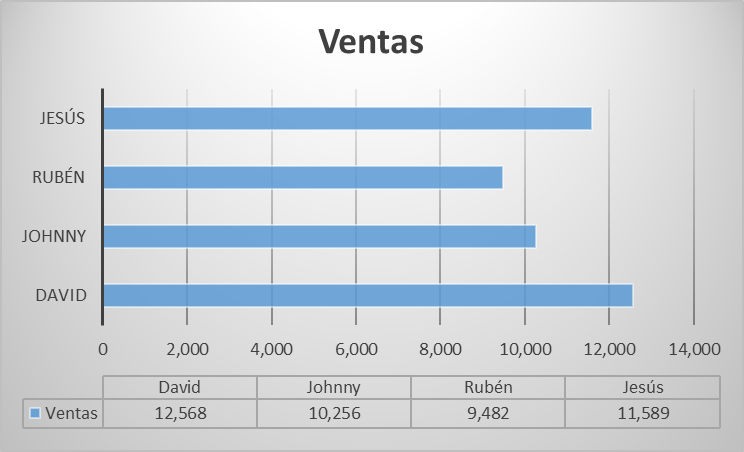 Ventas
JESÚS
RUBÉN
JOHNNY
DAVID
0 2,000 4,000 6,000 8,000 10,000 12,000 14,000
David Johnny Rubén Jesús
Ventas 12,568 10,256 9,482 11,589